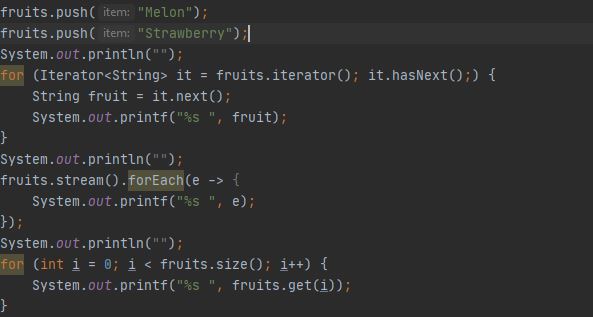 fruits.push( item: "Melon");
fruits.push( item: "Strawberry");
System.out.println("");
for (Iterator<String> it = fruits.iterator(); it.hasNext();) {
    String fruit = it.next();
    System.out.printf("%s ", fruit);
}
System.out.println("");
fruits.stream().forEach(e -> {
    System.out.printf("%s ", e);
});
System.out.println("");
for (int i = 0; i < fruits.size(); i++) {
    System.out.printf("%s ", fruits.get(i));
}